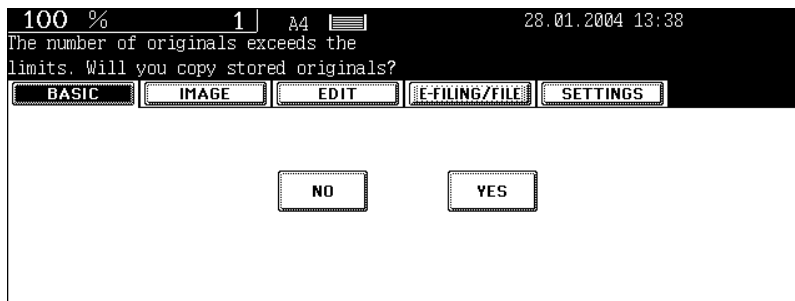 100 % 1 A4 28.01.2004 13:38
The number of originals exceeds the
limits. Will you copy stored originals?
BASIC IMAGE EDIT E-FILING/FILE SETTINGS
NO YES